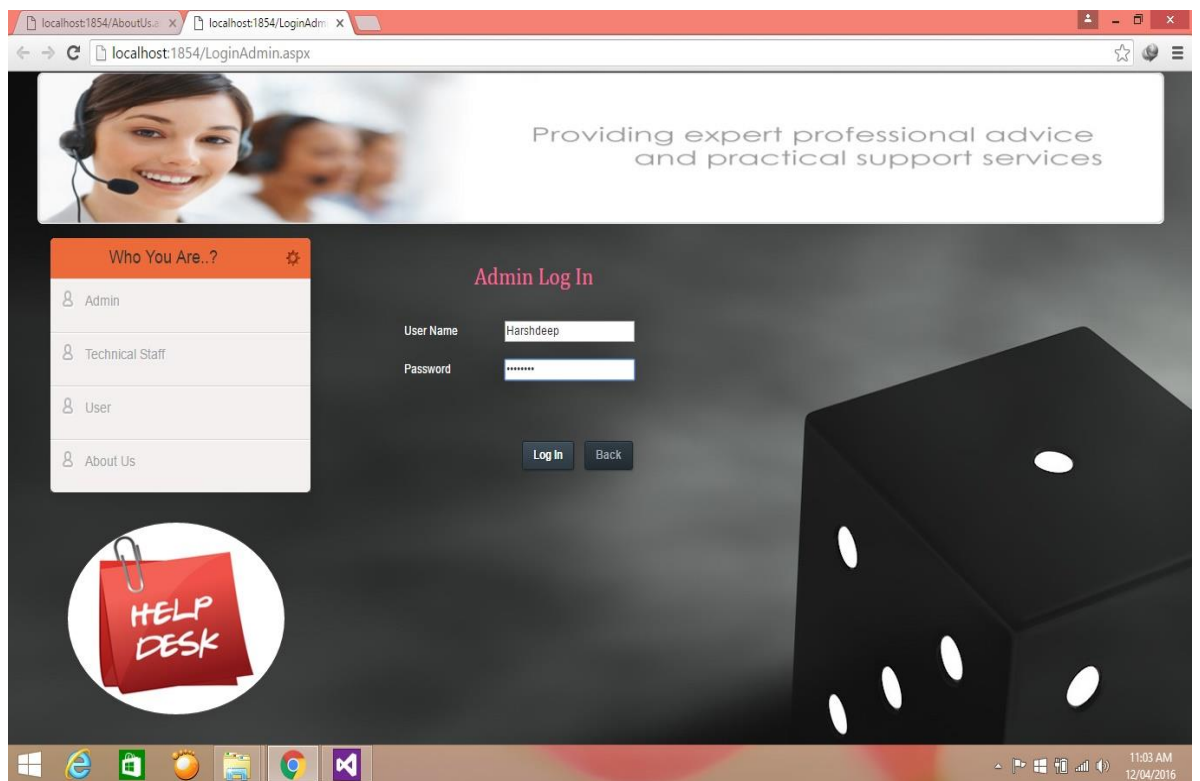 localhost:1854/AboutUs.a
localhost:1854/LoginAdm
localhost:1854/LoginAdmin.aspx
Providing expert professional advice
and practical support services
Who You Are..?
Admin
Technical Staff
User
About Us
Admin Log In
User Name
Harshdeep
Password
••••••••
Log In
Back
HELP
DESK
11:03 AM
12/04/2016